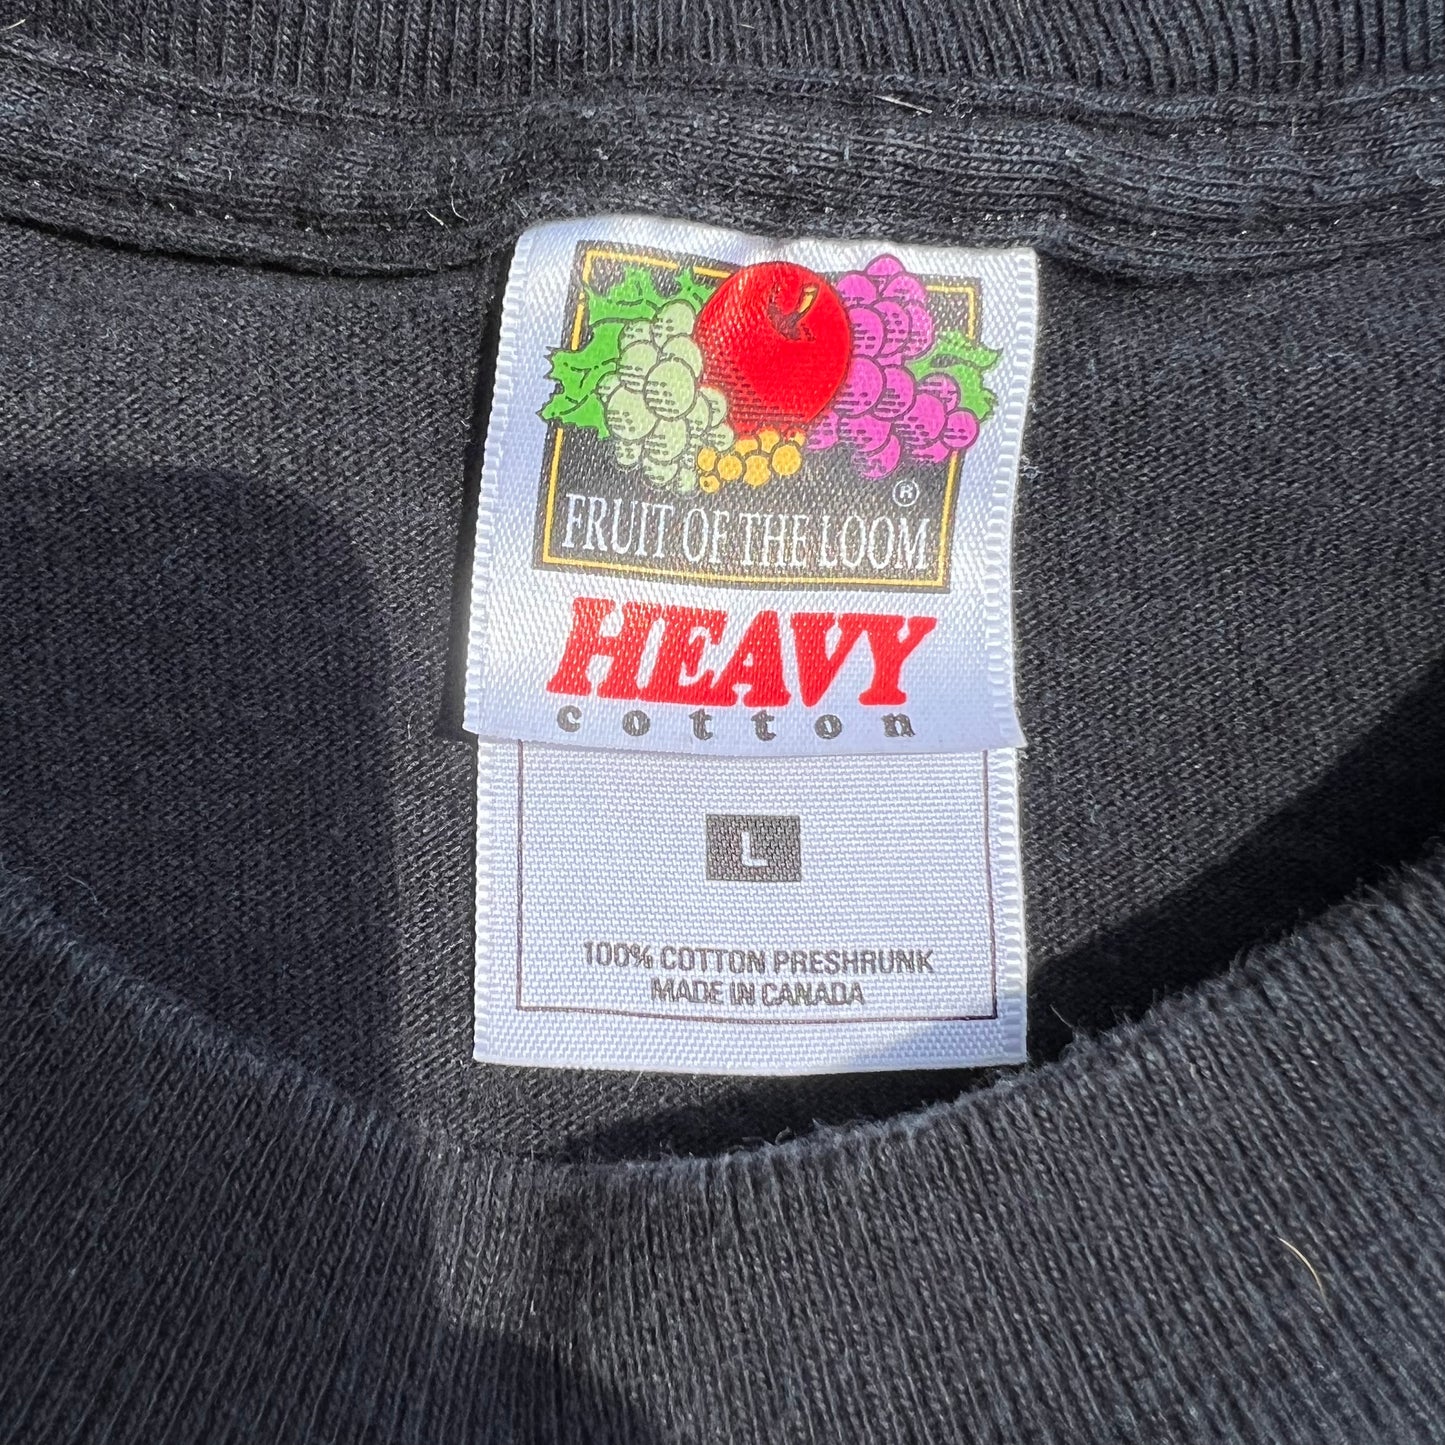 ®
FRUIT OF THE LOOM
HEAVY
cotton
L
100% COTTON PRESHRUNK
MADE IN CANADA